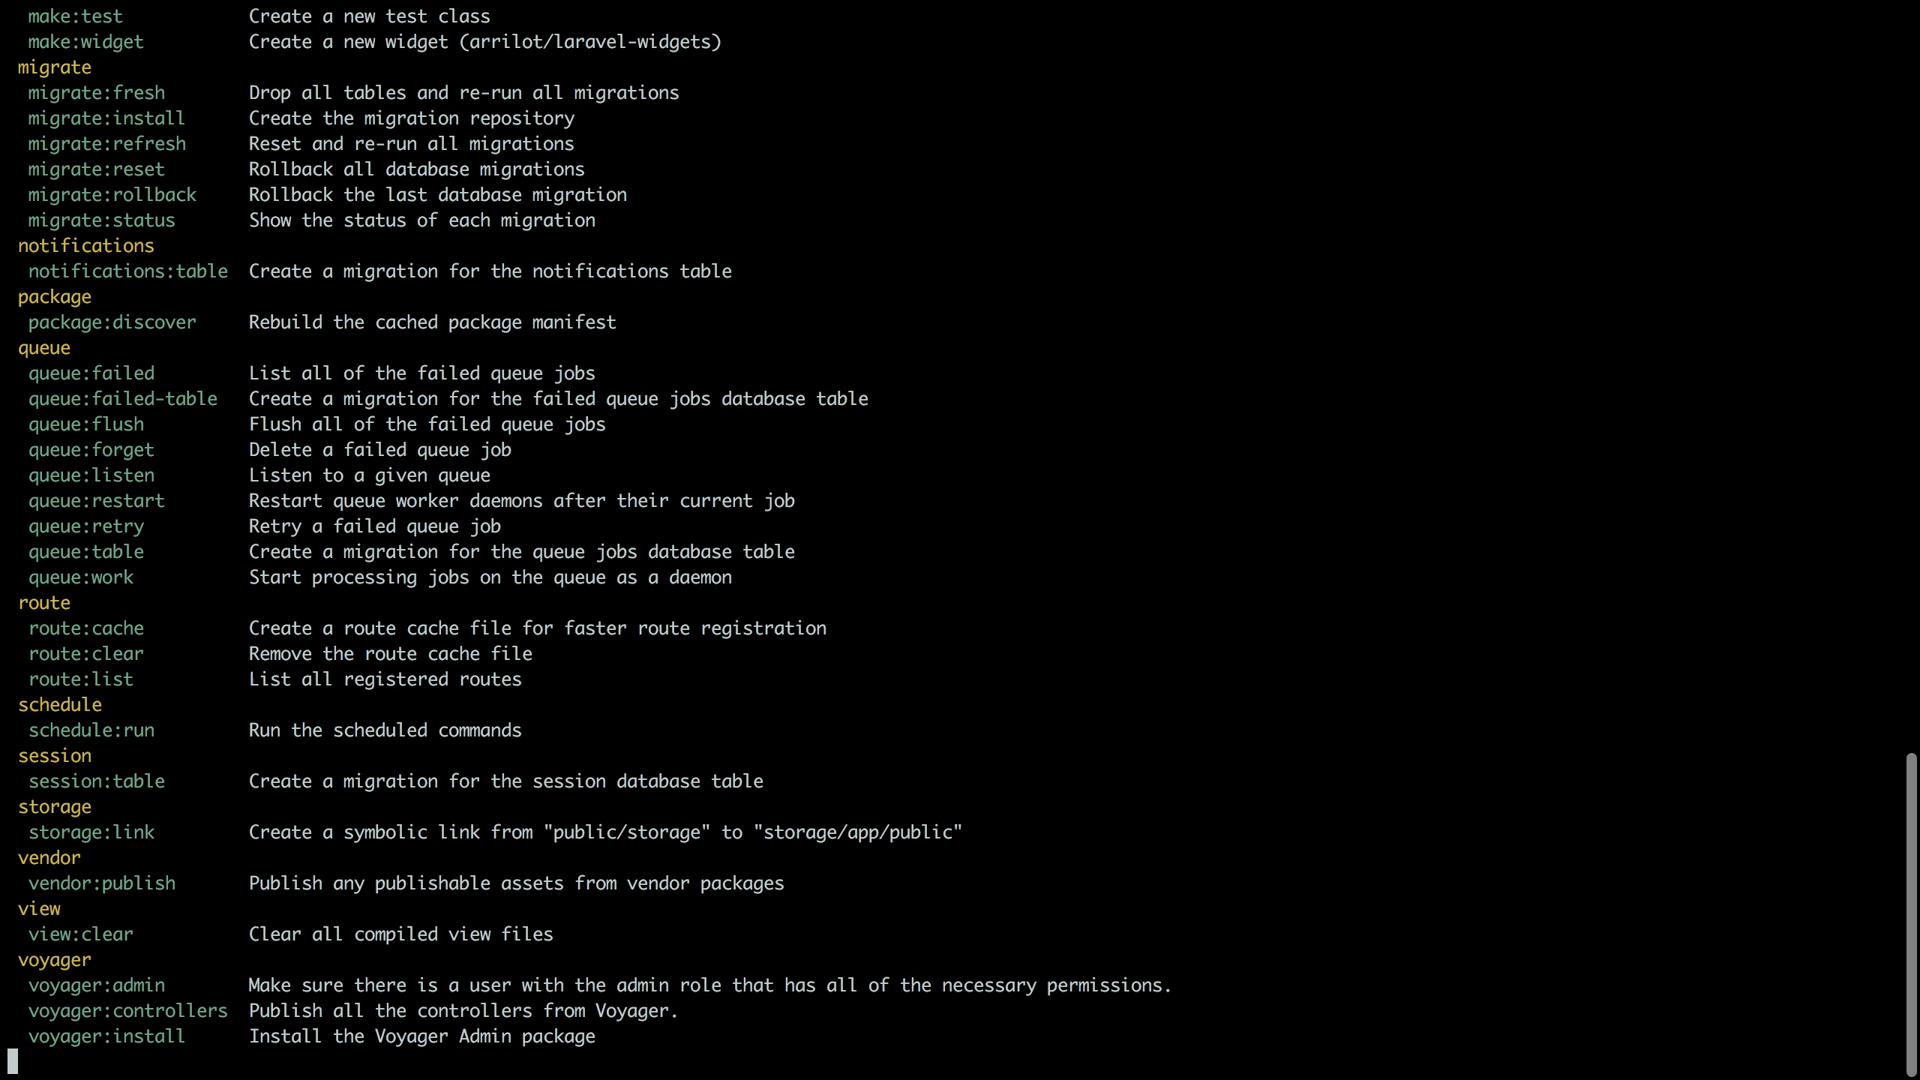 make:test Create a new test class
make:widget Create a new widget (arrilot/laravel-widgets)
migrate
migrate:fresh Drop all tables and re-run all migrations
migrate:install Create the migration repository
migrate:refresh Reset and re-run all migrations
migrate:reset Rollback all database migrations
migrate:rollback Rollback the last database migration
migrate:status Show the status of each migration
notifications
notifications:table Create a migration for the notifications table
package
package:discover Rebuild the cached package manifest
queue
queue:failed List all of the failed queue jobs
queue:failed-table Create a migration for the failed queue jobs database table
queue:flush Flush all of the failed queue jobs
queue:forget Delete a failed queue job
queue:listen Listen to a given queue
queue:restart Restart queue worker daemons after their current job
queue:retry Retry a failed queue job
queue:table Create a migration for the queue jobs database table
queue:work Start processing jobs on the queue as a daemon
route
route:cache Create a route cache file for faster route registration
route:clear Remove the route cache file
route:list List all registered routes
schedule
schedule:run Run the scheduled commands
session
session:table Create a migration for the session database table
storage
storage:link Create a symbolic link from "public/storage" to "storage/app/public"
vendor
vendor:publish Publish any publishable assets from vendor packages
view
view:clear Clear all compiled view files
voyager
voyager:admin Make sure there is a user with the admin role that has all of the necessary permissions.
voyager:controllers Publish all the controllers from Voyager.
voyager:install Install the Voyager Admin package